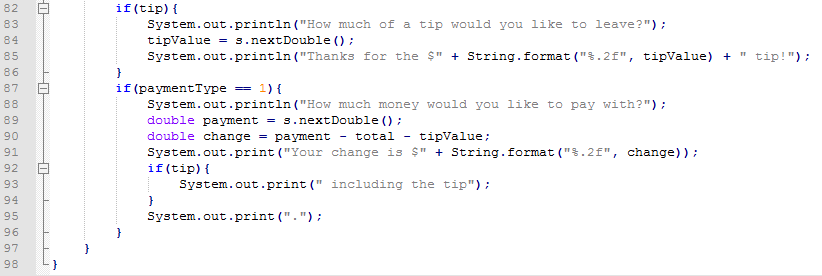 82 if(tip){
83 System.out.println("How much of a tip would you like to leave?");
84 tipValue = s.nextDouble();
85 System.out.println("Thanks for the $" + String.format("%.2f", tipValue) + " tip!");
86 }
87 if(paymentType == 1){
88 System.out.println("How much money would you like to pay with?");
89 double payment = s.nextDouble();
90 double change = payment - total - tipValue;
91 System.out.print("Your change is $" + String.format("%.2f", change));
92 if(tip){
93 System.out.print(" including the tip");
94 }
95 System.out.print(".");
96 }
97 }
98 }